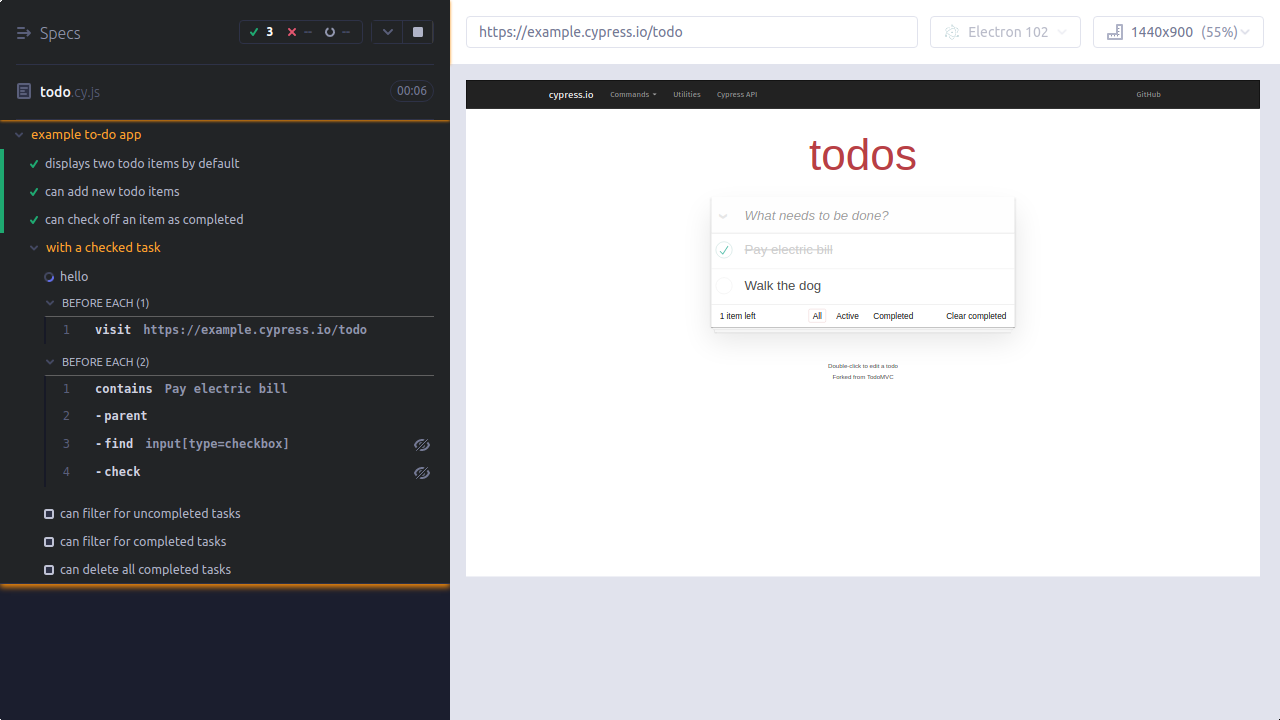 Specs
3 -- --
todo.cy.js 00:06
example to-do app
displays two todo items by default
can add new todo items
can check off an item as completed
with a checked task
hello
BEFORE EACH (1)
1 visit https://example.cypress.io/todo
BEFORE EACH (2)
1 contains Pay electric bill
2 -parent
3 -find input[type=checkbox]
4 -check
can filter for uncompleted tasks
can filter for completed tasks
can delete all completed tasks
https://example.cypress.io/todo
Electron 102
1440x900 (55%)
cypress.io Commands Utilities Cypress API GitHub
todos
What needs to be done?
Pay electric bill
Walk the dog
1 item left All Active Completed Clear completed
Double-click to edit a todo
Forked from TodoMVC